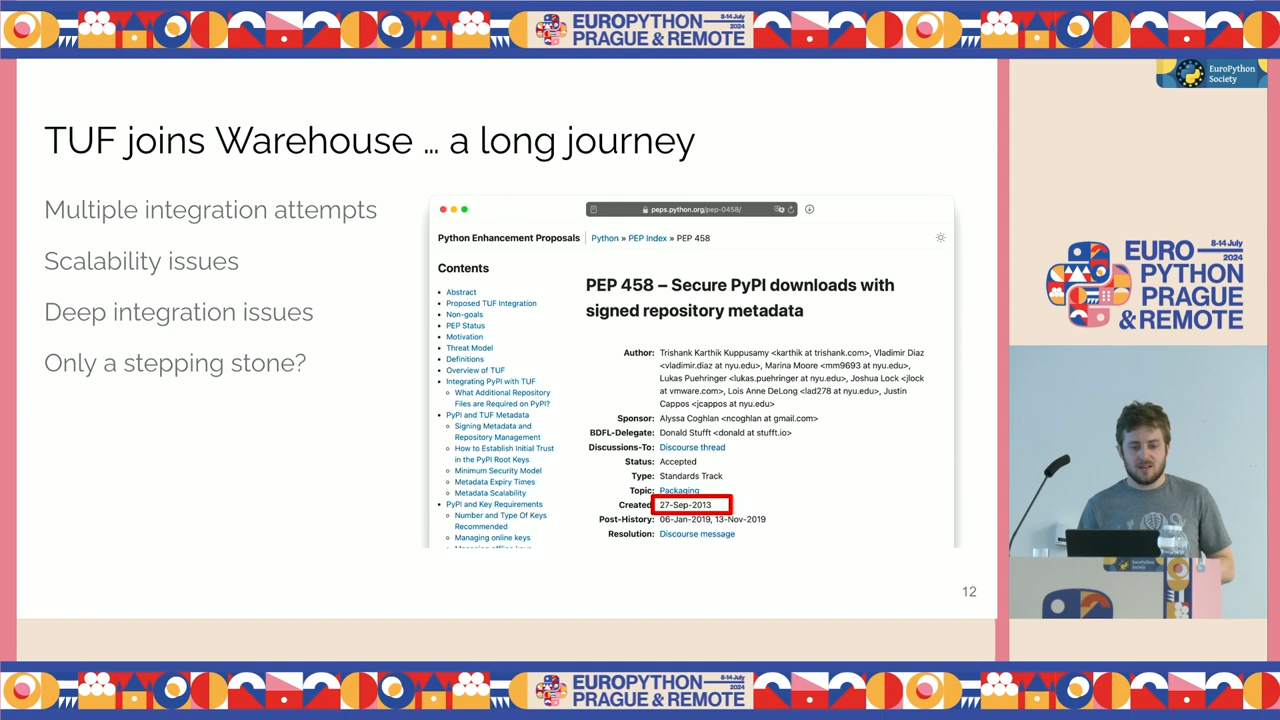 EUROPYTHON
PRAGUE & REMOTE
8-14 July
2024
EuroPython
Society
TUF joins Warehouse … a long journey
Multiple integration attempts
Scalability issues
Deep integration issues
Only a stepping stone?
peps.python.org/pep-0458/
Python Enhancement Proposals
Python » PEP Index » PEP 458
Contents
Abstract
Proposed TUF Integration
Non-goals
PEP Status
Motivation
Threat Model
Definitions
Overview of TUF
Integrating PyPI with TUF
What Additional Repository
Files are Required on PyPI?
PyPI and TUF Metadata
Signing Metadata and
Repository Management
How to Establish Initial Trust
in the PyPI Root Keys
Minimum Security Model
Metadata Expiry Times
Metadata Scalability
PyPI and Key Requirements
Number and Type Of Keys
Recommended
Managing online keys
PEP 458 – Secure PyPI downloads with
signed repository metadata
Author: Trishank Karthik Kuppusamy <karthik at trishank.com>, Vladimir Diaz
<vladimir.diaz at nyu.edu>, Marina Moore <mm9693 at nyu.edu>,
Lukas Puehringer <lukas.puehringer at nyu.edu>, Joshua Lock <jlock
at vmware.com>, Lois Anne DeLong <lad278 at nyu.edu>, Justin
Cappos <jcappos at nyu.edu>
Sponsor: Alyssa Coghlan <ncoghlan at gmail.com>
BDFL-Delegate: Donald Stufft <donald at stufft.io>
Discussions-To: Discourse thread
Status: Accepted
Type: Standards Track
Topic: Packaging
Created 27-Sep-2013
Post-History: 06-Jan-2019, 13-Nov-2019
Resolution: Discourse message
12
EURO
8-14 July
2024
PYTHON
PRAGUE
& REMOTE
EuroPython
Society
EUROPYTHON
PRAGUE & REMOTE
8-14 July
2024